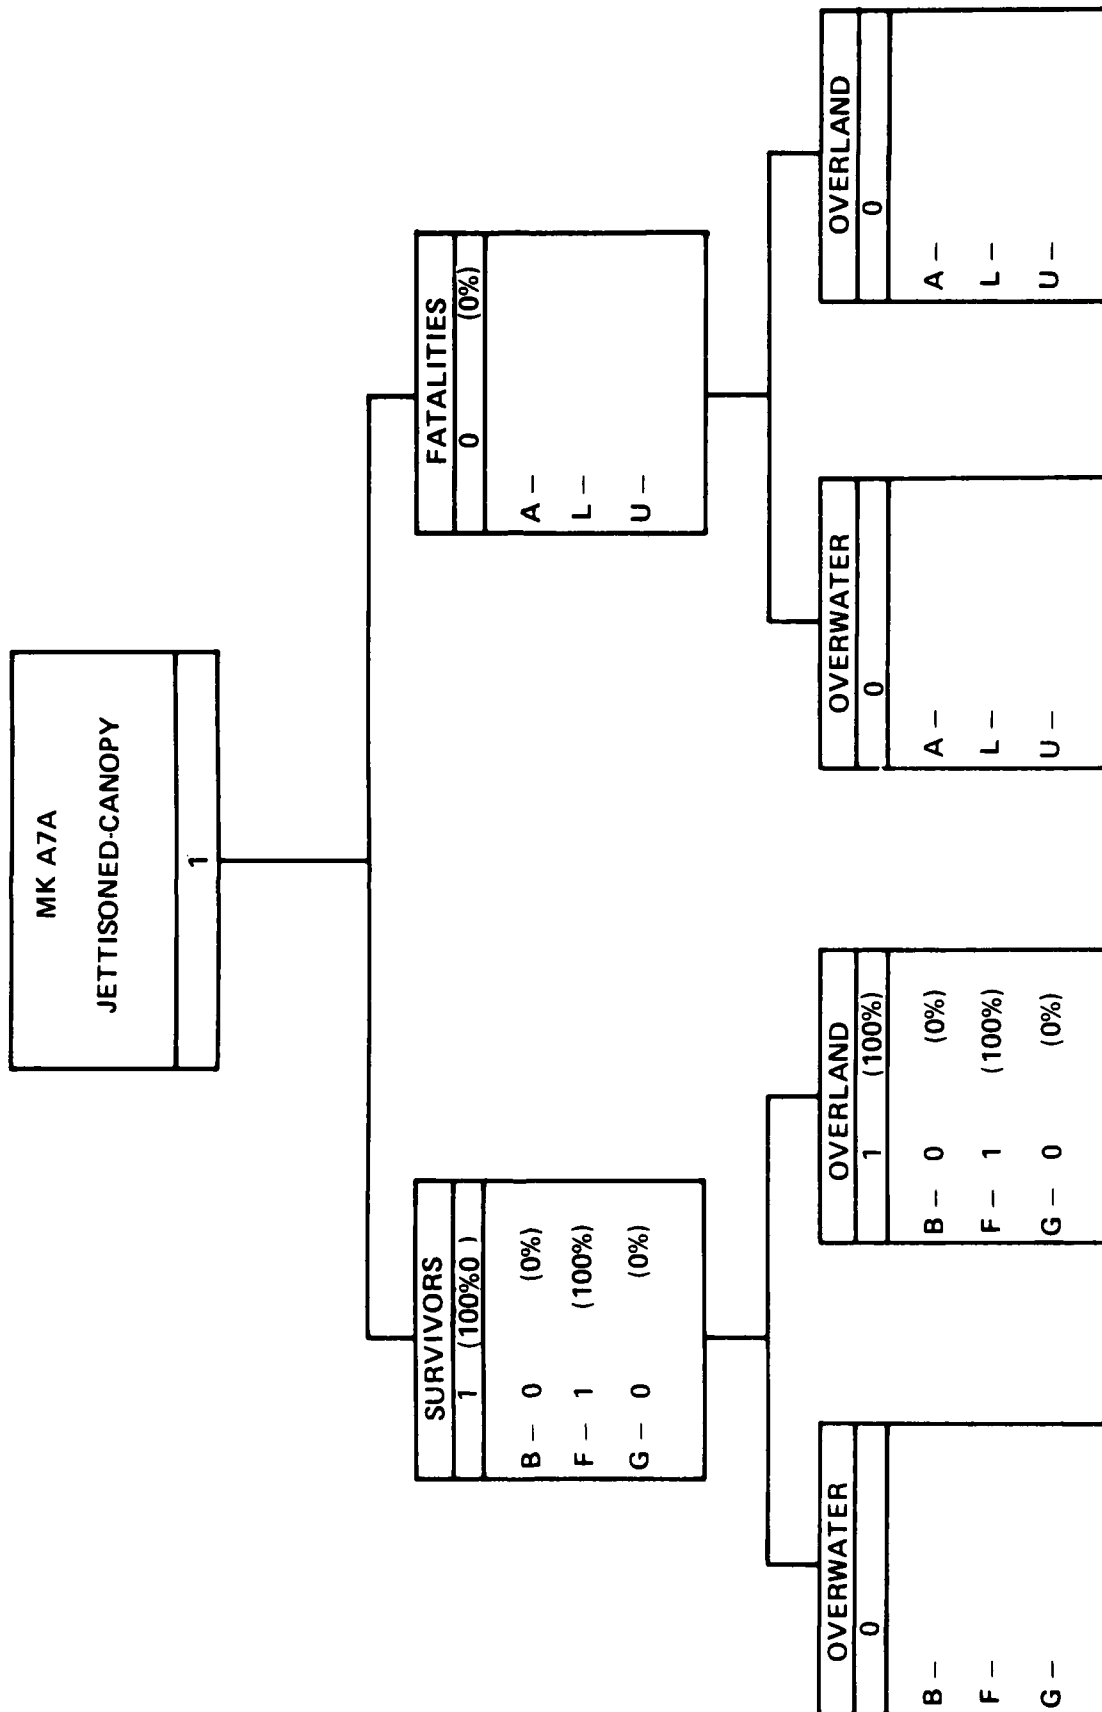 MK A7A
JETTISONED-CANOPY
1
SURVIVORS
1 (100%0 )
B – 0 (0%)
F – 1 (100%)
G – 0 (0%)
FATALITIES
0 (0%)
A –
L –
U –
OVERWATER
0
B –
F –
G –
OVERLAND
1 (100%)
B – 0 (0%)
F – 1 (100%)
G – 0 (0%)
OVERWATER
0
A –
L –
U –
OVERLAND
0
A –
L –
U –